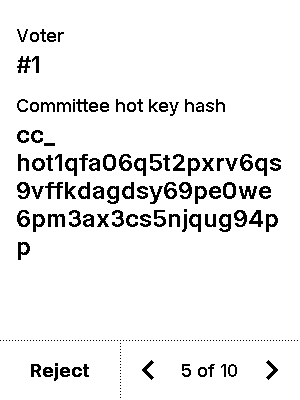 Voter
#1
Committee hot key hash
cc_
hot1qfa06q5t2pxrv6qs
9vffkdagdsy69pe0we
6pm3ax3cs5njqug94p
p
Reject
5 of 10